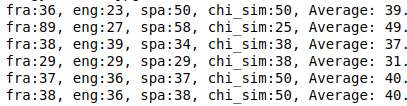 fra:36, eng:23, spa:50, chi_sim:50, Average: 39.
fra:89, eng:27, spa:58, chi_sim:25, Average: 49.
fra:38, eng:39, spa:34, chi_sim:38, Average: 37.
fra:29, eng:29, spa:29, chi_sim:38, Average: 31.
fra:37, eng:36, spa:37, chi_sim:50, Average: 40.
fra:38, eng:36, spa:38, chi_sim:50, Average: 40.